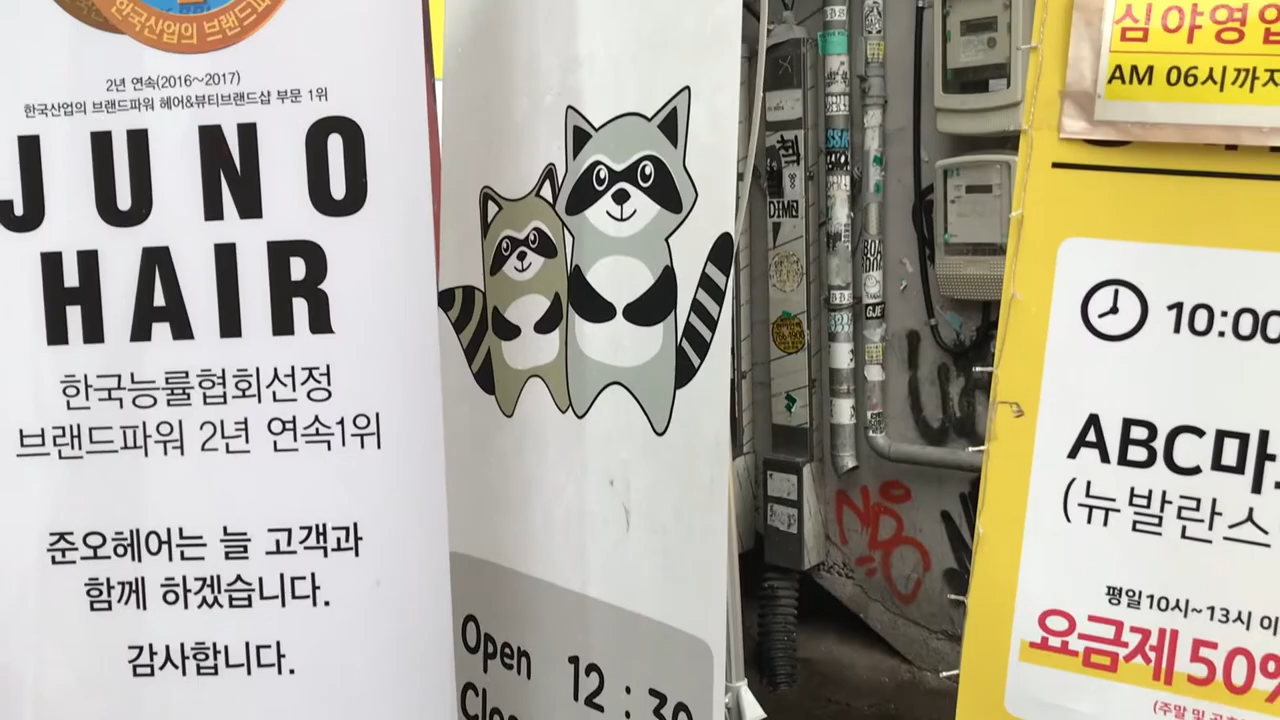 한국산업의 브랜드
2년 연속(2016~2017)
한국산업의 브랜드파워 헤어&뷰티브랜드샵 부문 1위
JUNO
HAIR
한국능률협회선정
브랜드파워 2년 연속1위
준오헤어는 늘 고객과
함께 하겠습니다.
감사합니다.
Open 12:30
DIM
BOA
GJE
심야영업
AM 06시까지
10:00
ABC마
(뉴발란스
평일10시~13시 이
요금제 50%
(주말 및